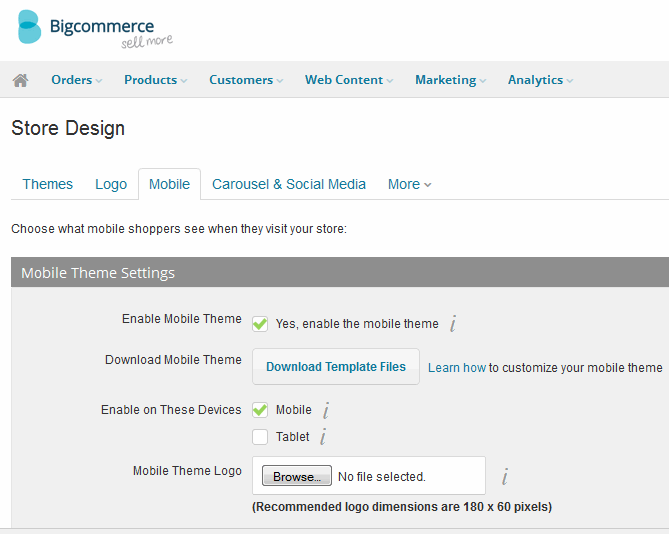 Bigcommerce
sell more
Orders Products Customers Web Content Marketing Analytics
Store Design
Themes Logo Mobile Carousel & Social Media More
Choose what mobile shoppers see when they visit your store:
Mobile Theme Settings
Enable Mobile Theme Yes, enable the mobile theme i
Download Mobile Theme Download Template Files Learn how to customize your mobile theme
Enable on These Devices Mobile i
Tablet i
Mobile Theme Logo Browse... No file selected. i
(Recommended logo dimensions are 180 x 60 pixels)